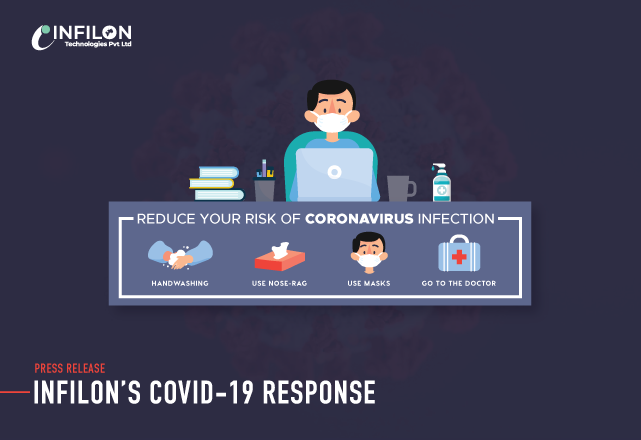 INFILON
Technologies Pvt Ltd
REDUCE YOUR RISK OF CORONAVIRUS INFECTION
HANDWASHING
USE NOSE-RAG
USE MASKS
GO TO THE DOCTOR
PRESS RELEASE
INFILON'S COVID-19 RESPONSE